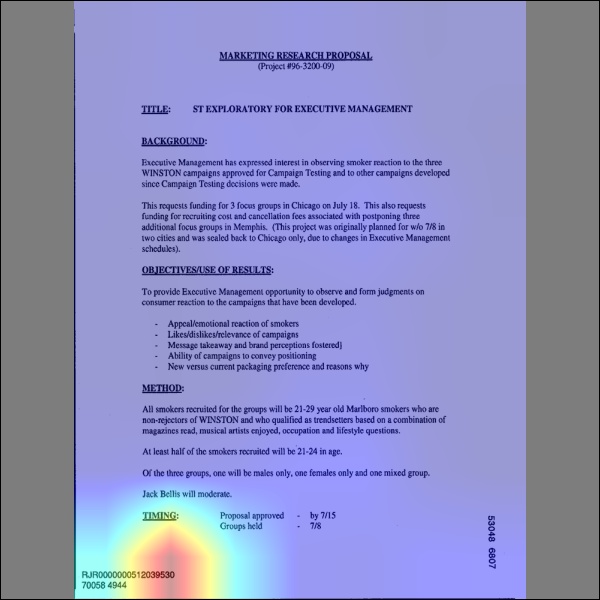 MARKETING RESEARCH PROPOSAL
(Project #96-3200-09)
TITLE: ST EXPLORATORY FOR EXECUTIVE MANAGEMENT
BACKGROUND:
Executive Management has expressed interest in observing smoker reaction to the three
WINSTON campaigns approved for Campaign Testing and to other campaigns developed
since Campaign Testing decisions were made.
This requests funding for 3 focus groups in Chicago on July 18. This also requests
funding for recruiting cost and cancellation fees associated with postponing three
additional focus groups in Memphis. (This project was originally planned for w/o 7/8 in
two cities and was sealed back to Chicago only, due to changes in Executive Management
schedules).
OBJECTIVES/USE OF RESULTS:
To provide Executive Management opportunity to observe and form judgments on
consumer reaction to the campaigns that have been developed.
- Appeal/emotional reaction of smokers
- Likes/dislikes/relevance of campaigns
- Message takeaway and brand perceptions fostered}
- Ability of campaigns to convey positioning
- New versus current packaging preference and reasons why
METHOD:
All smokers recruited for the groups will be 21-29 year old Marlboro smokers who are
non-rejectors of WINSTON and who qualified as trendsetters based on a combination of
magazines read, musical artists enjoyed, occupation and lifestyle questions.
At least half of the smokers recruited will be 21-24 in age.
Of the three groups, one will be males only, one females only and one mixed group.
Jack Bellis will moderate.
TIMING: Proposal approved - by 7/15
Groups held - 7/8
53048 6807
RJR0000000512039530
70058 4944